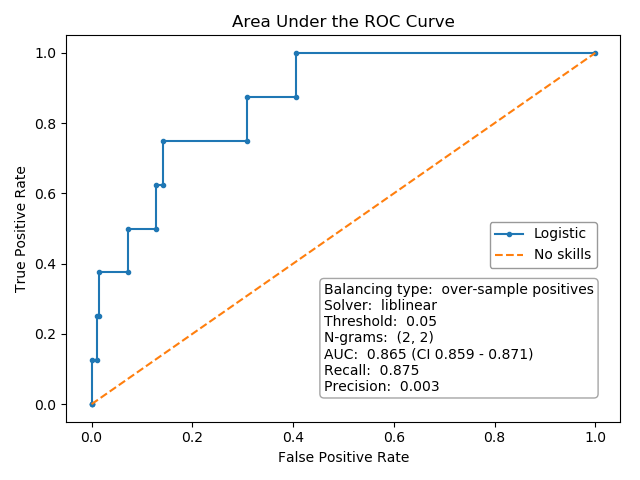 Area Under the ROC Curve
True Positive Rate
1.0
0.8
0.6
0.4
0.2
0.0
Logistic
No skills
Balancing type:  over-sample positives
Solver:  liblinear
Threshold:  0.05
N-grams:  (2, 2)
AUC:  0.865 (CI 0.859 - 0.871)
Recall:  0.875
Precision:  0.003
0.0 0.2 0.4 0.6 0.8 1.0
False Positive Rate